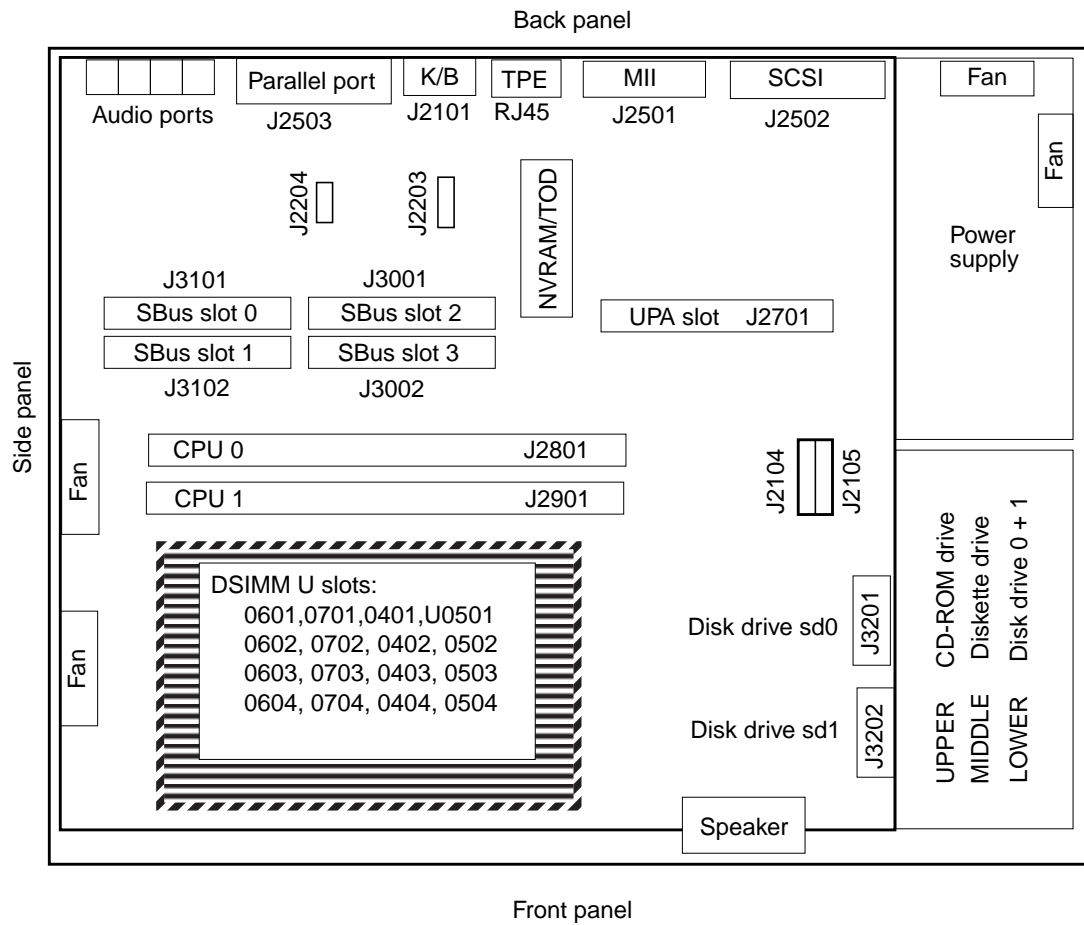 Back panel
Parallel port
K/B
TPE
MII
SCSI
Fan
Audio ports
J2503
J2101
RJ45
J2501
J2502
Fan
J2204
J2203
NVRAM/TOD
Power
supply
J3101
J3001
SBus slot 0
SBus slot 2
UPA slot J2701
SBus slot 1
SBus slot 3
J3102
J3002
Side panel
CPU 0 J2801
CPU 1 J2901
J2104
J2105
Fan
Fan
DSIMM U slots:
0601,0701,0401,U0501
0602, 0702, 0402, 0502
0603, 0703, 0403, 0503
0604, 0704, 0404, 0504
Disk drive sd0
J3201
Disk drive sd1
J3202
UPPER CD-ROM drive
MIDDLE Diskette drive
LOWER Disk drive 0 + 1
Speaker
Front panel